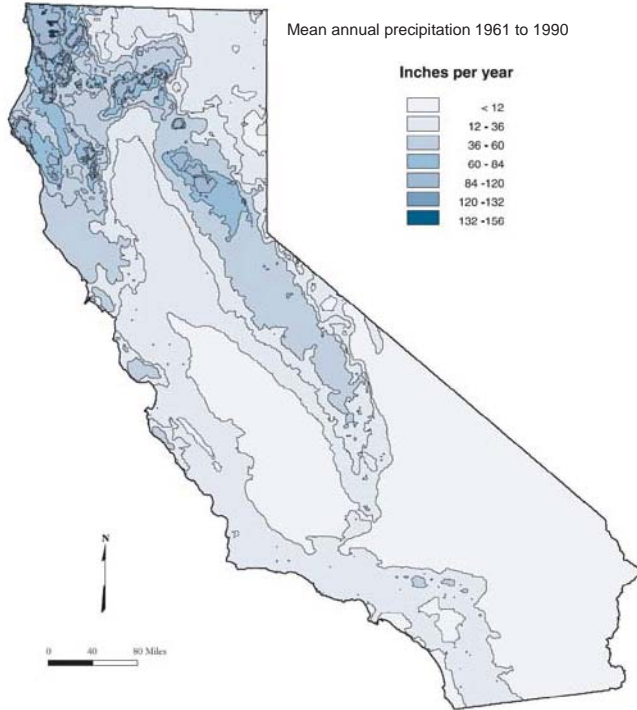 Mean annual precipitation 1961 to 1990
Inches per year
< 12
12 - 36
36 - 60
60 - 84
84 -120
120 -132
132 -156
N
0 40 80 Miles